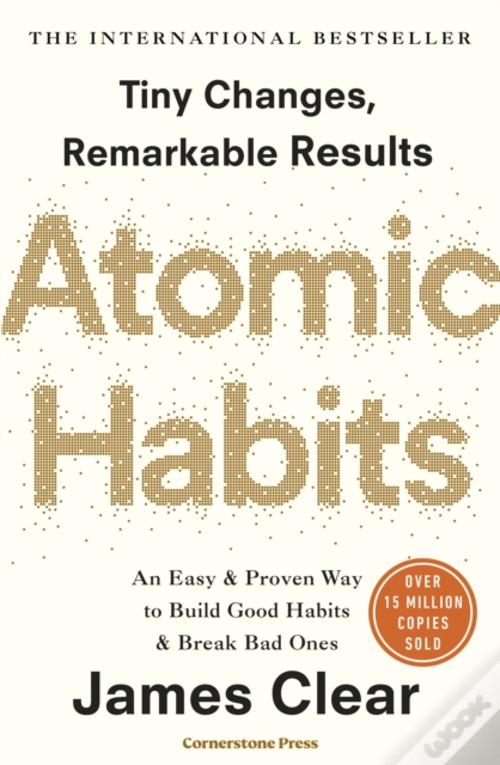 THE INTERNATIONAL BESTSELLER
Tiny Changes,
Remarkable Results
Atomic
Habits
An Easy & Proven Way
to Build Good Habits
& Break Bad Ones
OVER
15 MILLION
COPIES
SOLD
James Clear
Cornerstone Press
wook